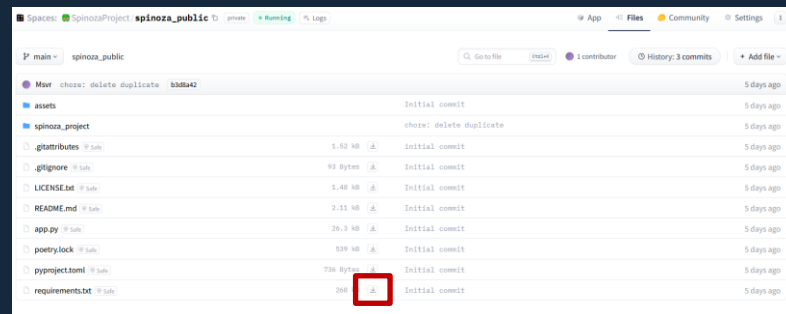 Spaces: SpinozaProject / spinoza_public private Running Logs App Files Community Settings
main spinoza_public Go to file Ctrl+K 1 contributor History: 3 commits + Add file
Msvr chore: delete duplicate b3d8a42 5 days ago
assets Initial commit 5 days ago
spinoza_project chore: delete duplicate 5 days ago
.gitattributes Safe 1.52 kB initial commit 5 days ago
.gitignore Safe 93 Bytes Initial commit 5 days ago
LICENSE.txt Safe 1.48 kB Initial commit 5 days ago
README.md Safe 2.11 kB Initial commit 5 days ago
app.py Safe 26.3 kB Initial commit 5 days ago
poetry.lock Safe 539 kB Initial commit 5 days ago
pyproject.toml Safe 736 Bytes Initial commit 5 days ago
requirements.txt Safe 268 Initial commit 5 days ago